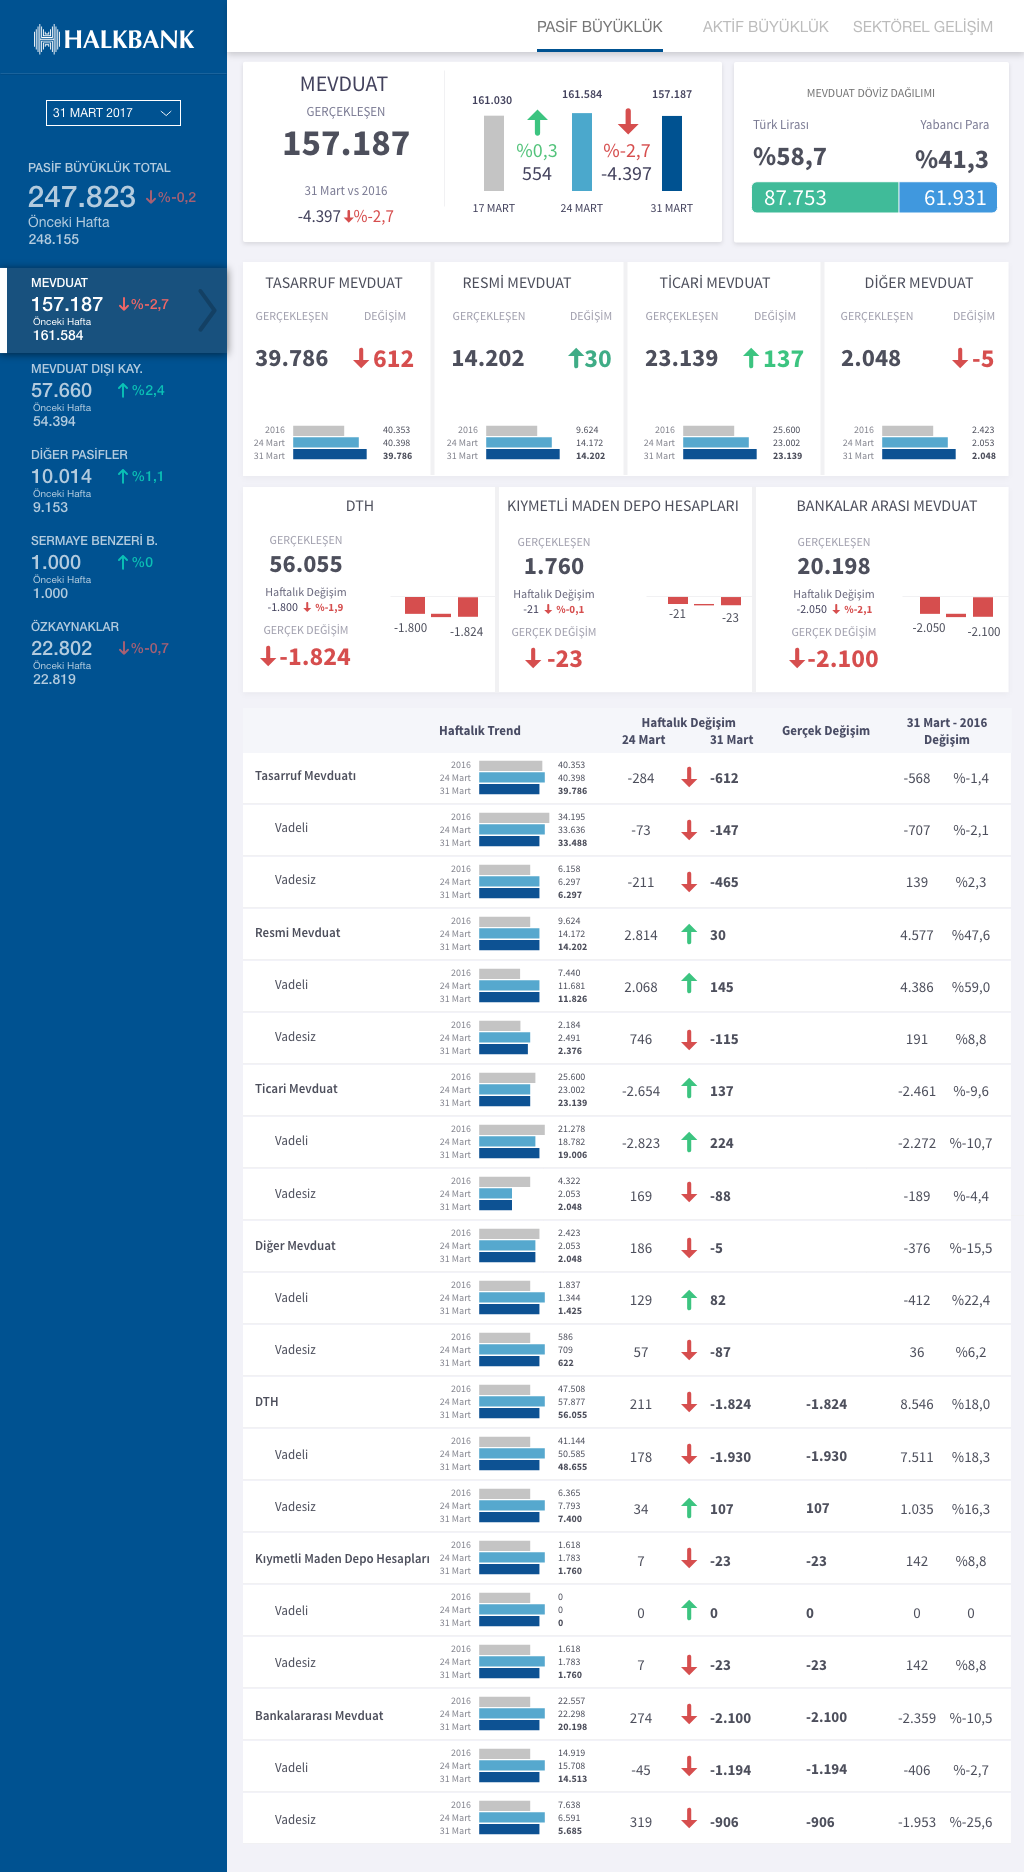 HALKBANK
31 MART 2017
PASİF BÜYÜKLÜK TOTAL
247.823 %-0,2
Önceki Hafta
248.155
MEVDUAT
157.187 %-2,7
Önceki Hafta
161.584
MEVDUAT DIŞI KAY.
57.660 %2,4
Önceki Hafta
54.394
DİĞER PASİFLER
10.014 %1,1
Önceki Hafta
9.153
SERMAYE BENZERİ B.
1.000 %0
Önceki Hafta
1.000
ÖZKAYNAKLAR
22.802 %-0,7
Önceki Hafta
22.819
PASİF BÜYÜKLÜK AKTİF BÜYÜKLÜK SEKTÖREL GELİŞİM
MEVDUAT
GERÇEKLEŞEN
157.187
31 Mart vs 2016
-4.397 %-2,7
161.030 161.584 157.187
%0,3 %-2,7
554 -4.397
17 MART 24 MART 31 MART
MEVDUAT DÖVİZ DAĞILIMI
Türk Lirası Yabancı Para
%58,7 %41,3
87.753 61.931
TASARRUF MEVDUAT
GERÇEKLEŞEN DEĞİŞİM
39.786 612
2016 40.353
24 Mart 40.398
31 Mart 39.786
RESMİ MEVDUAT
GERÇEKLEŞEN DEĞİŞİM
14.202 30
2016 9.624
24 Mart 14.172
31 Mart 14.202
TİCARİ MEVDUAT
GERÇEKLEŞEN DEĞİŞİM
23.139 137
2016 25.600
24 Mart 23.002
31 Mart 23.139
DİĞER MEVDUAT
GERÇEKLEŞEN DEĞİŞİM
2.048 -5
2016 2.423
24 Mart 2.053
31 Mart 2.048
DTH
GERÇEKLEŞEN
56.055
Haftalık Değişim
-1.800 %-1,9
GERÇEK DEĞİŞİM
-1.824
-1.800 -1.824
KIYMETLİ MADEN DEPO HESAPLARI
GERÇEKLEŞEN
1.760
Haftalık Değişim
-21 %-0,1
GERÇEK DEĞİŞİM
-23
-21 -23
BANKALAR ARASI MEVDUAT
GERÇEKLEŞEN
20.198
Haftalık Değişim
-2.050 %-2,1
GERÇEK DEĞİŞİM
-2.100
-2.050 -2.100
Haftalık Trend Haftalık Değişim Gerçek Değişim 31 Mart - 2016
24 Mart 31 Mart Değişim
2016 40.353
Tasarruf Mevduatı 24 Mart 40.398 -284 -612 -568 %-1,4
31 Mart 39.786
2016 34.195
Vadeli 24 Mart 33.636 -73 -147 -707 %-2,1
31 Mart 33.488
2016 6.158
Vadesiz 24 Mart 6.297 -211 -465 139 %2,3
31 Mart 6.297
2016 9.624
Resmi Mevduat 24 Mart 14.172 2.814 30 4.577 %47,6
31 Mart 14.202
2016 7.440
Vadeli 24 Mart 11.681 2.068 145 4.386 %59,0
31 Mart 11.826
2016 2.184
Vadesiz 24 Mart 2.491 746 -115 191 %8,8
31 Mart 2.376
2016 25.600
Ticari Mevduat 24 Mart 23.002 -2.654 137 -2.461 %-9,6
31 Mart 23.139
2016 21.278
Vadeli 24 Mart 18.782 -2.823 224 -2.272 %-10,7
31 Mart 19.006
2016 4.322
Vadesiz 24 Mart 2.053 169 -88 -189 %-4,4
31 Mart 2.048
2016 2.423
Diğer Mevduat 24 Mart 2.053 186 -5 -376 %-15,5
31 Mart 2.048
2016 1.837
Vadeli 24 Mart 1.344 129 82 -412 %22,4
31 Mart 1.425
2016 586
Vadesiz 24 Mart 709 57 -87 36 %6,2
31 Mart 622
2016 47.508
DTH 24 Mart 57.877 211 -1.824 -1.824 8.546 %18,0
31 Mart 56.055
2016 41.144
Vadeli 24 Mart 50.585 178 -1.930 -1.930 7.511 %18,3
31 Mart 48.655
2016 6.365
Vadesiz 24 Mart 7.793 34 107 107 1.035 %16,3
31 Mart 7.400
2016 1.618
Kıymetli Maden Depo Hesapları 24 Mart 1.783 7 -23 -23 142 %8,8
31 Mart 1.760
2016 0
Vadeli 24 Mart 0 0 0 0 0 0
31 Mart 0
2016 1.618
Vadesiz 24 Mart 1.783 7 -23 -23 142 %8,8
31 Mart 1.760
2016 22.557
Bankalararası Mevduat 24 Mart 22.298 274 -2.100 -2.100 -2.359 %-10,5
31 Mart 20.198
2016 14.919
Vadeli 24 Mart 15.708 -45 -1.194 -1.194 -406 %-2,7
31 Mart 14.513
2016 7.638
Vadesiz 24 Mart 6.591 319 -906 -906 -1.953 %-25,6
31 Mart 5.685